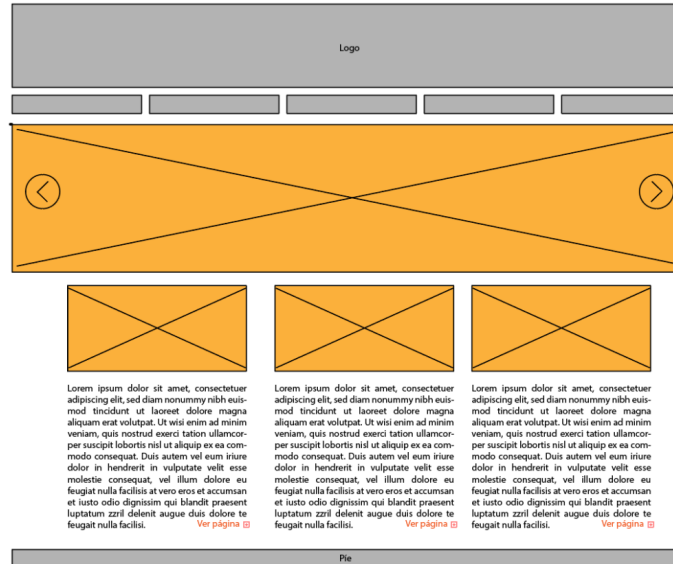 Logo
Lorem ipsum dolor sit amet, consectetuer
adipiscing elit, sed diam nonummy nibh euis-
mod tincidunt ut laoreet dolore magna
aliquam erat volutpat. Ut wisi enim ad minim
veniam, quis nostrud exerci tation ullamcor-
per suscipit lobortis nisl ut aliquip ex ea com-
modo consequat. Duis autem vel eum iriure
dolor in hendrerit in vulputate velit esse
molestie consequat, vel illum dolore eu
feugiat nulla facilisis at vero eros et accumsan
et iusto odio dignissim qui blandit praesent
luptatum zzril delenit augue duis dolore te
feugait nulla facilisi.
Ver página
Lorem ipsum dolor sit amet, consectetuer
adipiscing elit, sed diam nonummy nibh euis-
mod tincidunt ut laoreet dolore magna
aliquam erat volutpat. Ut wisi enim ad minim
veniam, quis nostrud exerci tation ullamcor-
per suscipit lobortis nisl ut aliquip ex ea com-
modo consequat. Duis autem vel eum iriure
dolor in hendrerit in vulputate velit esse
molestie consequat, vel illum dolore eu
feugiat nulla facilisis at vero eros et accumsan
et iusto odio dignissim qui blandit praesent
luptatum zzril delenit augue duis dolore te
feugait nulla facilisi.
Ver página
Lorem ipsum dolor sit amet, consectetuer
adipiscing elit, sed diam nonummy nibh euis-
mod tincidunt ut laoreet dolore magna
aliquam erat volutpat. Ut wisi enim ad minim
veniam, quis nostrud exerci tation ullamcor-
per suscipit lobortis nisl ut aliquip ex ea com-
modo consequat. Duis autem vel eum iriure
dolor in hendrerit in vulputate velit esse
molestie consequat, vel illum dolore eu
feugiat nulla facilisis at vero eros et accumsan
et iusto odio dignissim qui blandit praesent
luptatum zzril delenit augue duis dolore te
feugait nulla facilisi.
Ver página
Píe